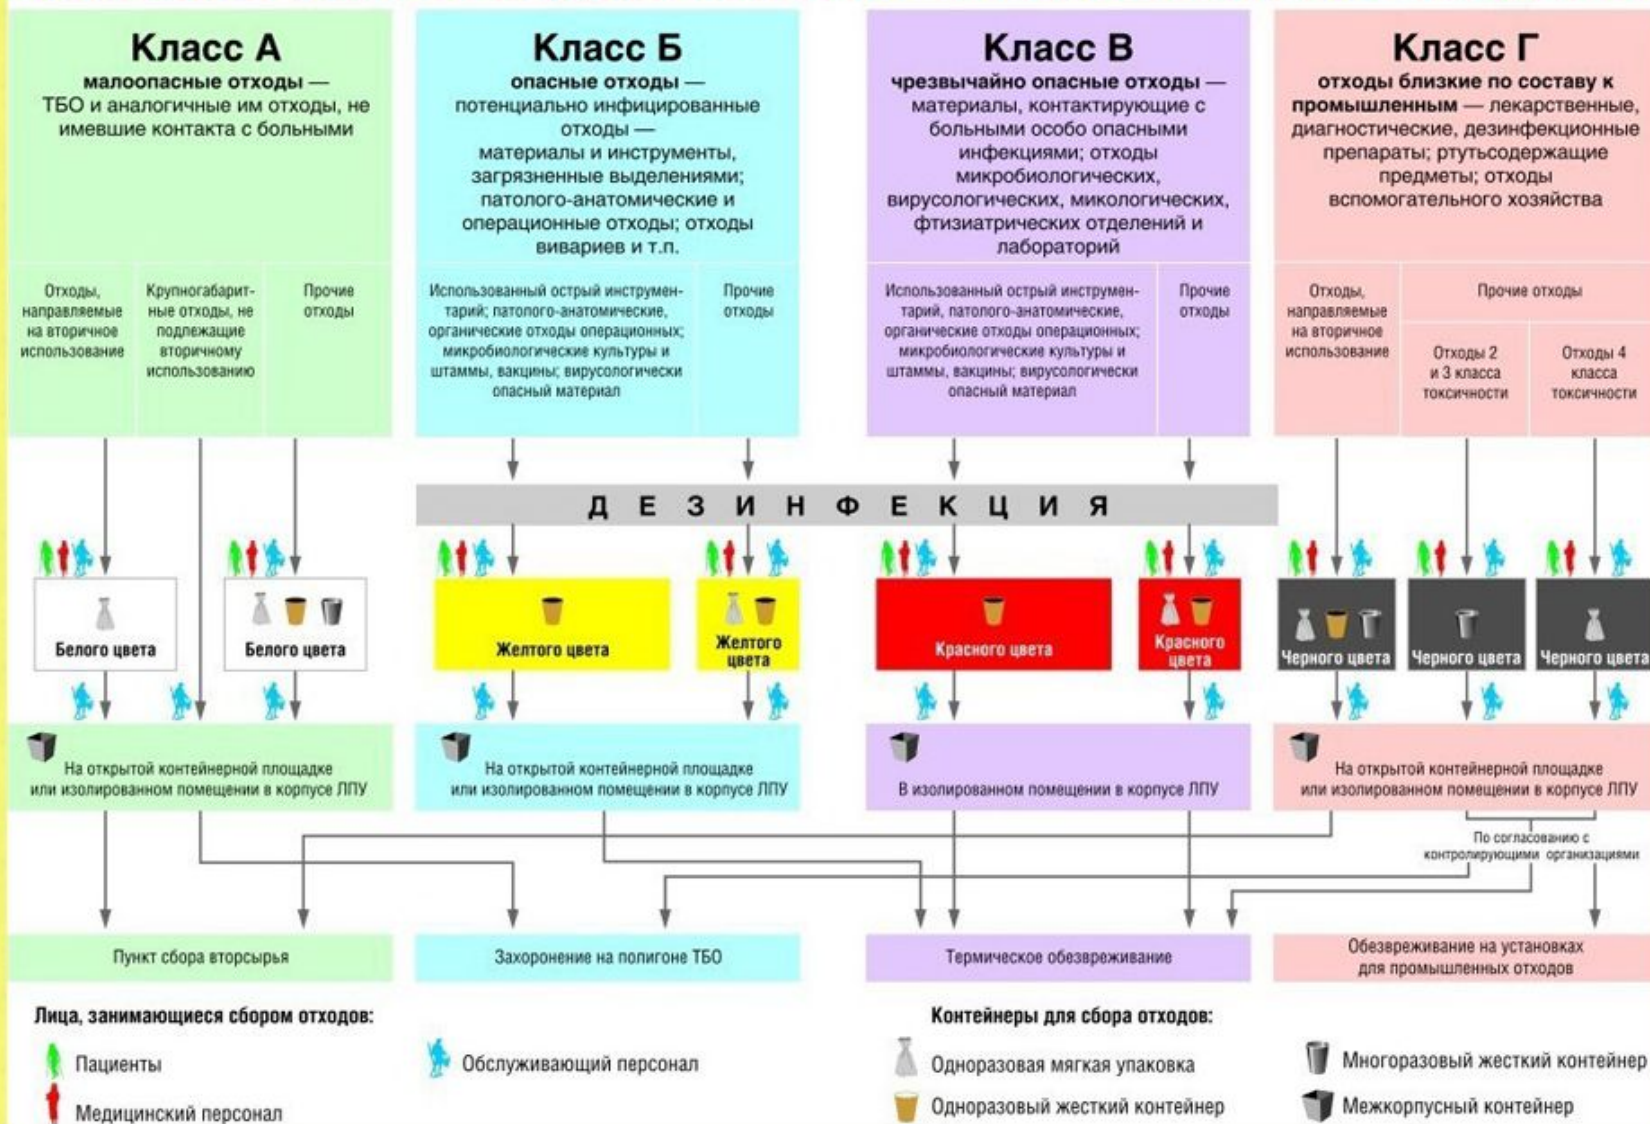 Класс А
малоопасные отходы —
ТБО и аналогичные им отходы, не
имевшие контакта с больными
Класс Б
опасные отходы —
потенциально инфицированные
отходы —
материалы и инструменты,
загрязненные выделениями;
патолого-анатомические и
операционные отходы; отходы
вивариев и т.п.
Класс В
чрезвычайно опасные отходы —
материалы, контактирующие с
больными особо опасными
инфекциями; отходы
микробиологических,
вирусологических, микологических,
фтизиатрических отделений и
лабораторий
Класс Г
отходы близкие по составу к
промышленным — лекарственные,
диагностические, дезинфекционные
препараты; ртутьсодержащие
предметы; отходы
вспомогательного хозяйства
Отходы,
направляемые
на вторичное
использование
Крупногабарит-
ные отходы, не
подлежащие
вторичному
использованию
Прочие
отходы
Использованный острый инструмен-
тарий; патолого-анатомические,
органические отходы операционных;
микробиологические культуры и
штаммы, вакцины; вирусологически
опасный материал
Прочие
отходы
Использованный острый инструмен-
тарий, патолого-анатомические,
органические отходы операционных;
микробиологические культуры и
штаммы, вакцины; вирусологически
опасный материал
Прочие
отходы
Отходы,
направляемые
на вторичное
использование
Прочие отходы
Отходы 2
и 3 класса
токсичности
Отходы 4
класса
токсичности
ДЕЗИНФЕКЦИЯ
Белого цвета
Белого цвета
Желтого цвета
Желтого
цвета
Красного цвета
Красного
цвета
Черного цвета
Черного цвета
Черного цвета
На открытой контейнерной площадке
или изолированном помещении в корпусе ЛПУ
На открытой контейнерной площадке
или изолированном помещении в корпусе ЛПУ
В изолированном помещении в корпусе ЛПУ
На открытой контейнерной площадке
или изолированном помещении в корпусе ЛПУ
По согласованию с
контролирующими организациями
Пункт сбора вторсырья
Захоронение на полигоне ТБО
Термическое обезвреживание
Обезвреживание на установках
для промышленных отходов
Лица, занимающиеся сбором отходов:
Пациенты
Медицинский персонал
Обслуживающий персонал
Контейнеры для сбора отходов:
Одноразовая мягкая упаковка
Одноразовый жесткий контейнер
Многоразовый жесткий контейнер
Межкорпусный контейнер